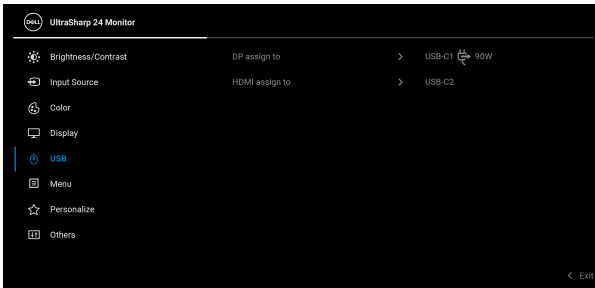 DELL UltraSharp 24 Monitor
Brightness/Contrast DP assign to > USB-C1 90W
Input Source HDMI assign to > USB-C2
Color
Display
USB
Menu
Personalize
Others
< Exit